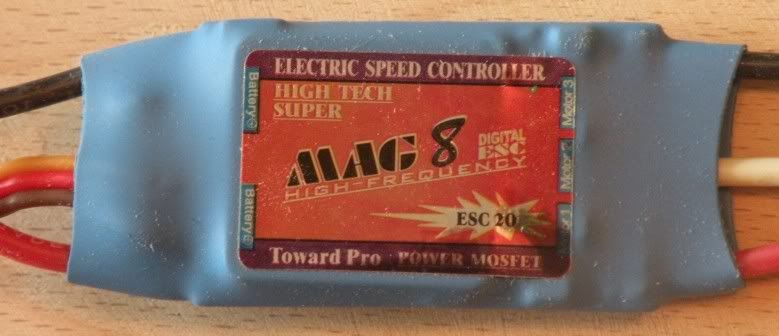 ELECTRIC SPEED CONTROLLER
Battery⊖
HIGH TECH
SUPER
MAG 8
DIGITAL
ESC
HIGH-FREQUENCY
ESC 20
Battery⊕
Motor 3
Motor
Toward Pro POWER MOSFET